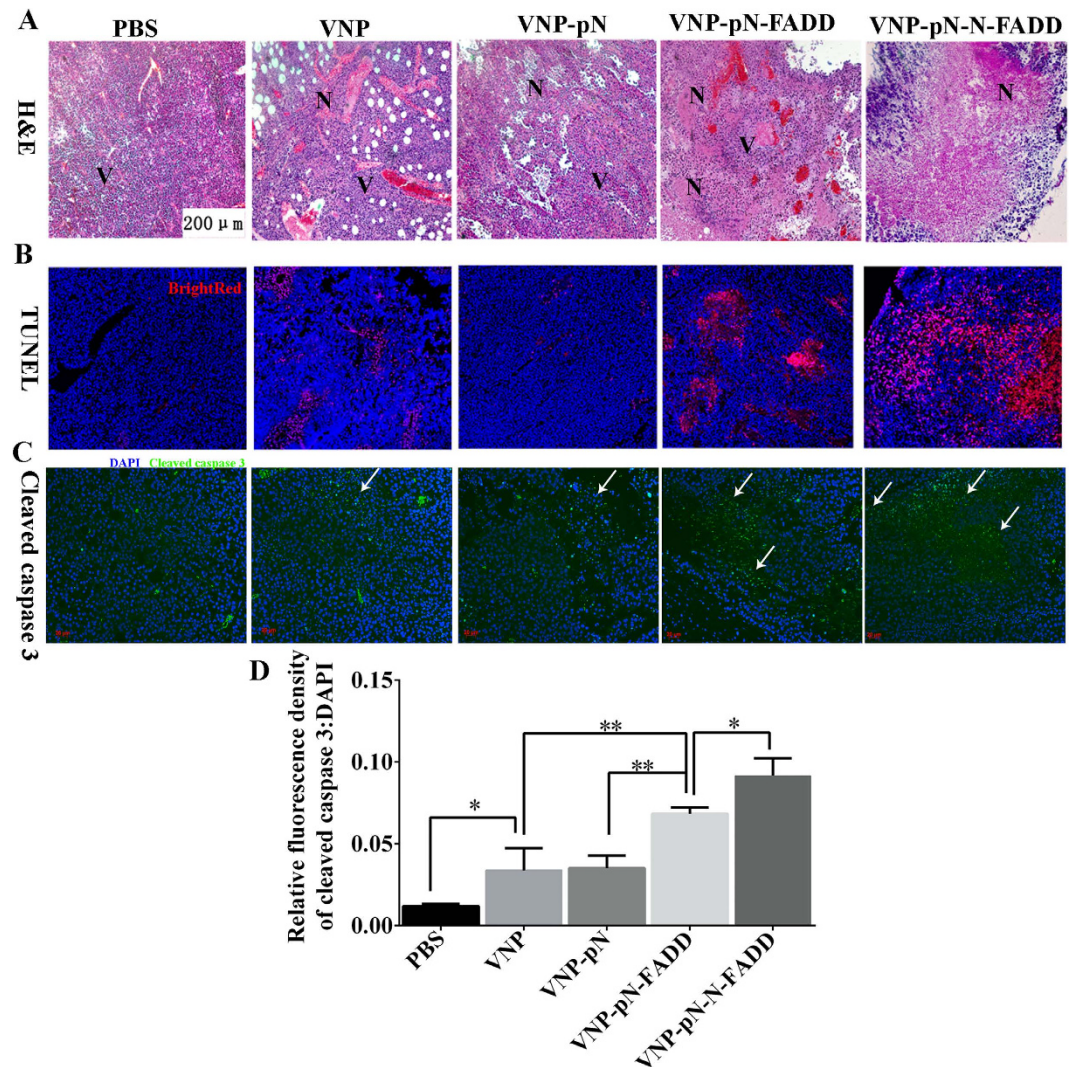 A
PBS
VNP
VNP-pN
VNP-pN-FADD
VNP-pN-N-FADD
H&E
V
200 μm
N
V
N
V
N
V
N
N
B
TUNEL
BrightRed
C
Cleaved caspase 3
DAPI Cleaved caspase 3
D
Relative fluorescence density
of cleaved caspase 3:DAPI
0.15
0.10
0.05
0.00
*
**
**
*
PBS
VNP
VNP-pN
VNP-pN-FADD
VNP-pN-N-FADD